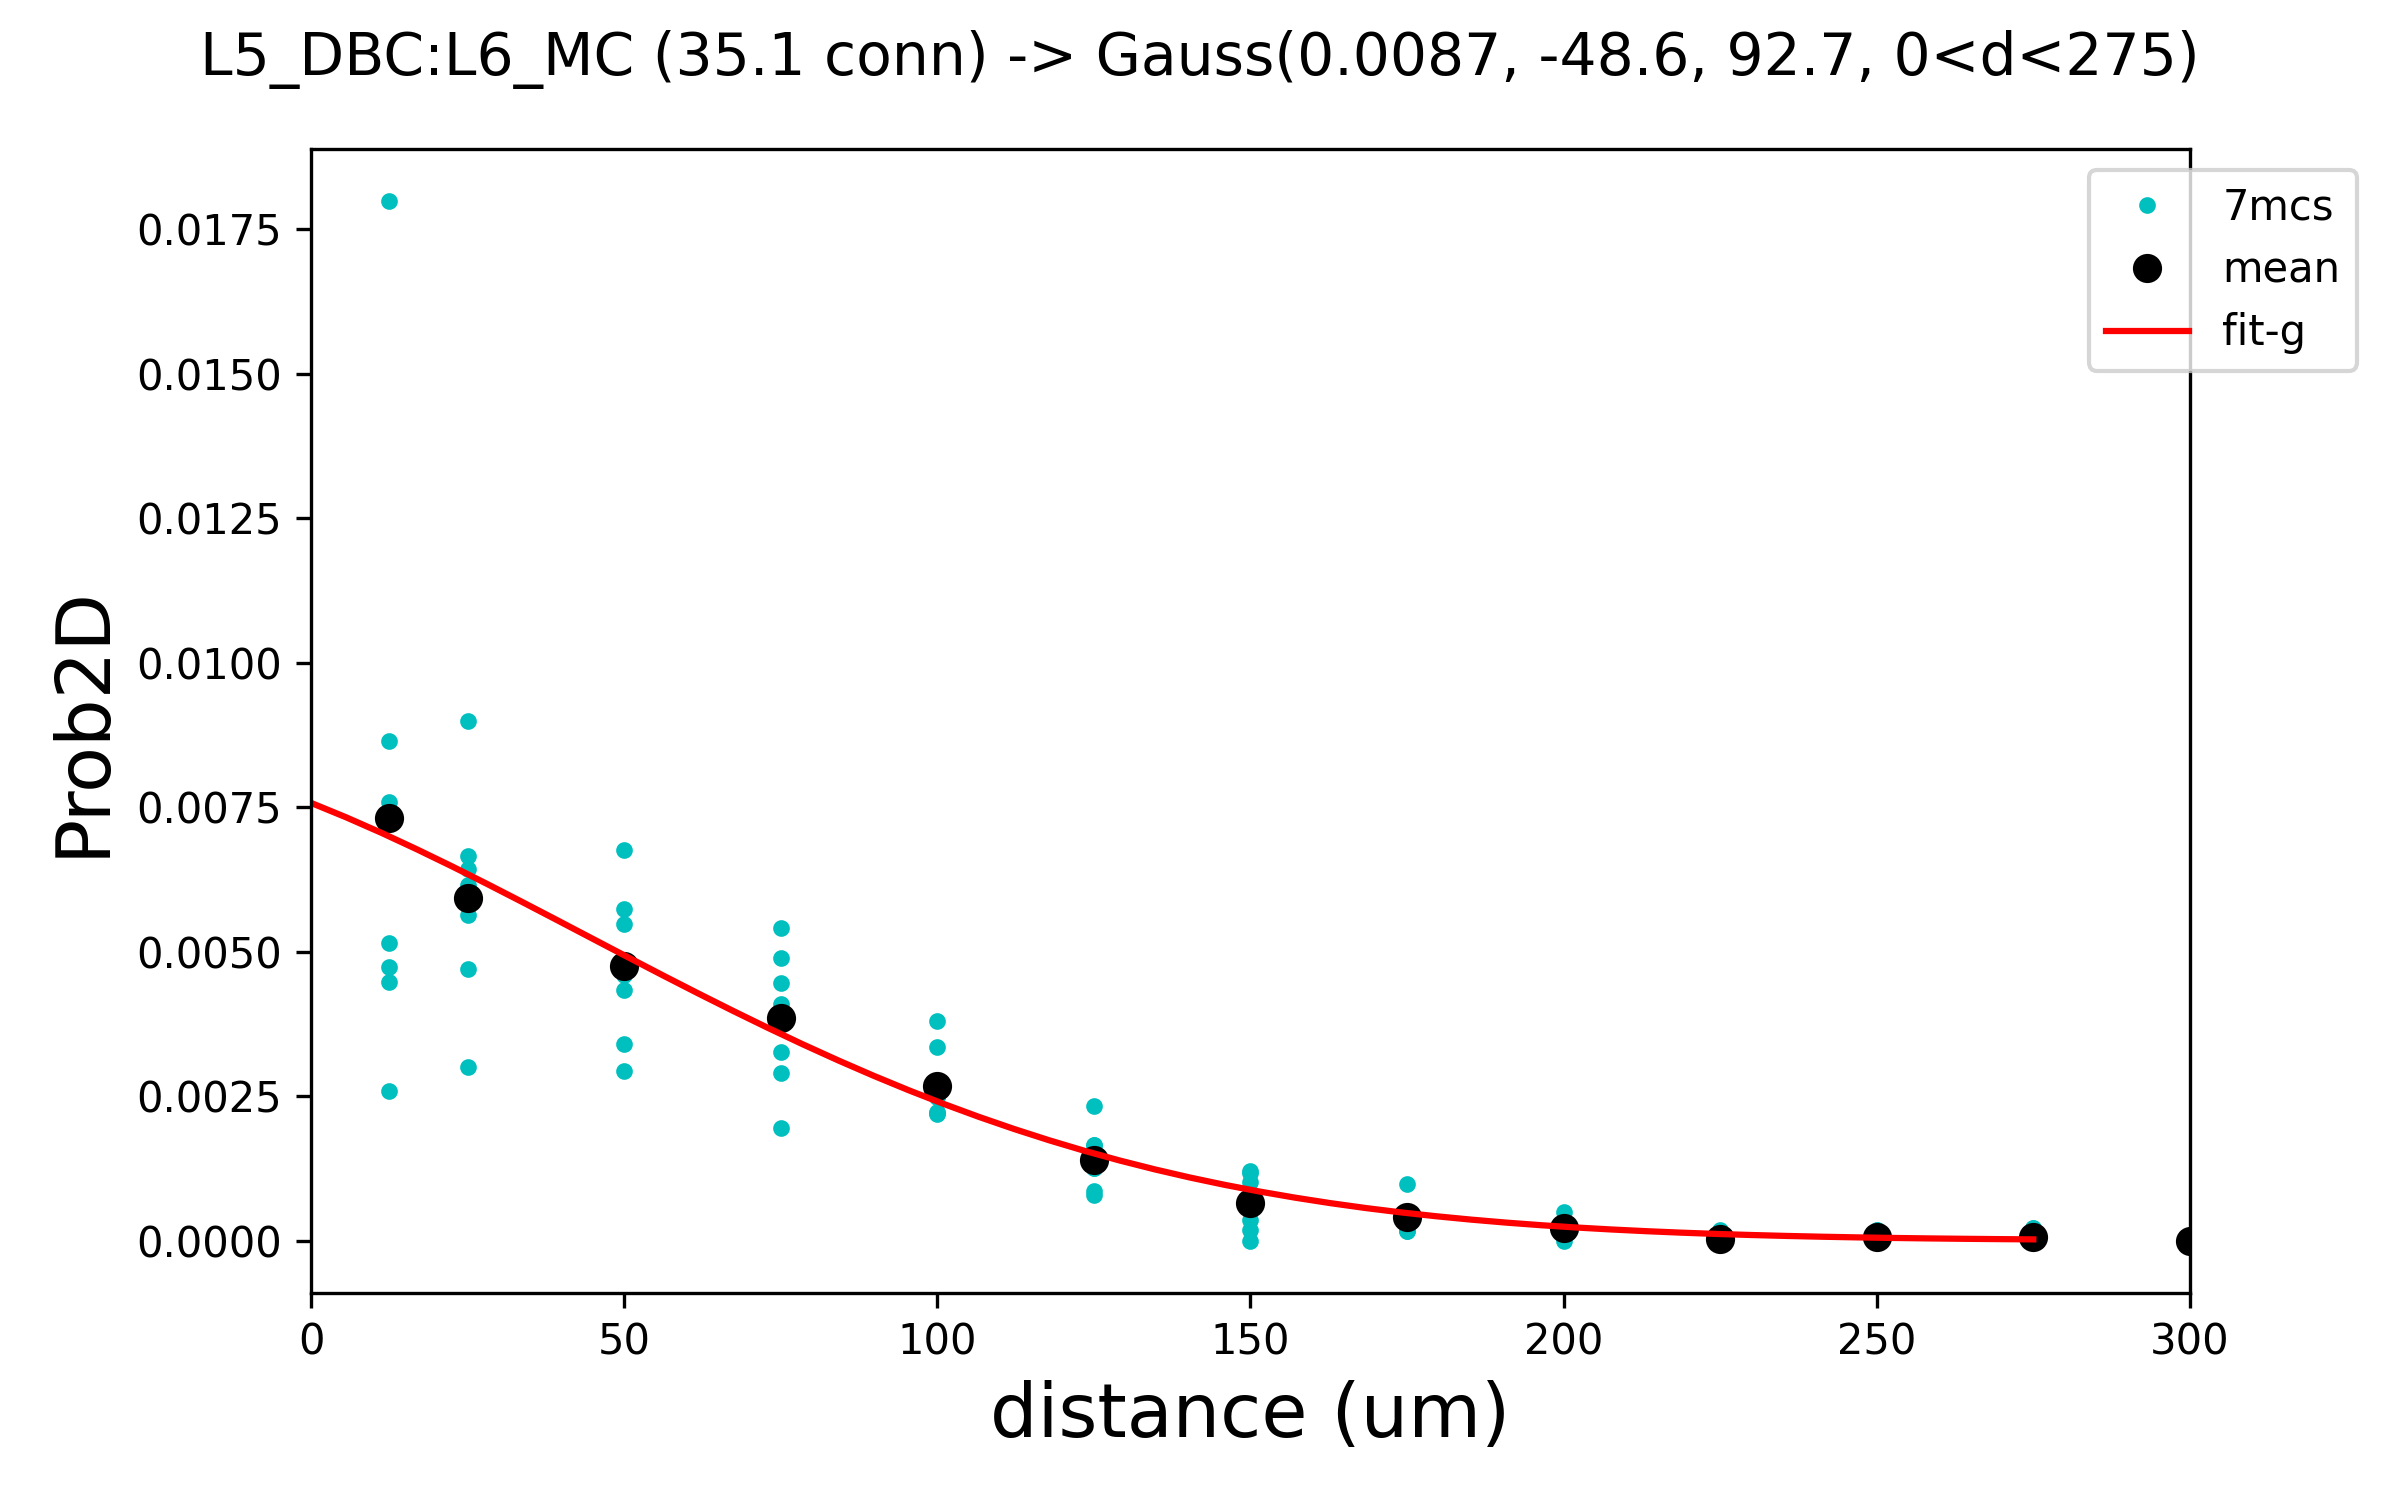 L5_DBC:L6_MC (35.1 conn) -> Gauss(0.0087, -48.6, 92.7, 0<d<275)
7mcs
mean
fit-g
Prob2D
0.0175
0.0150
0.0125
0.0100
0.0075
0.0050
0.0025
0.0000
0 50 100 150 200 250 300
distance (um)